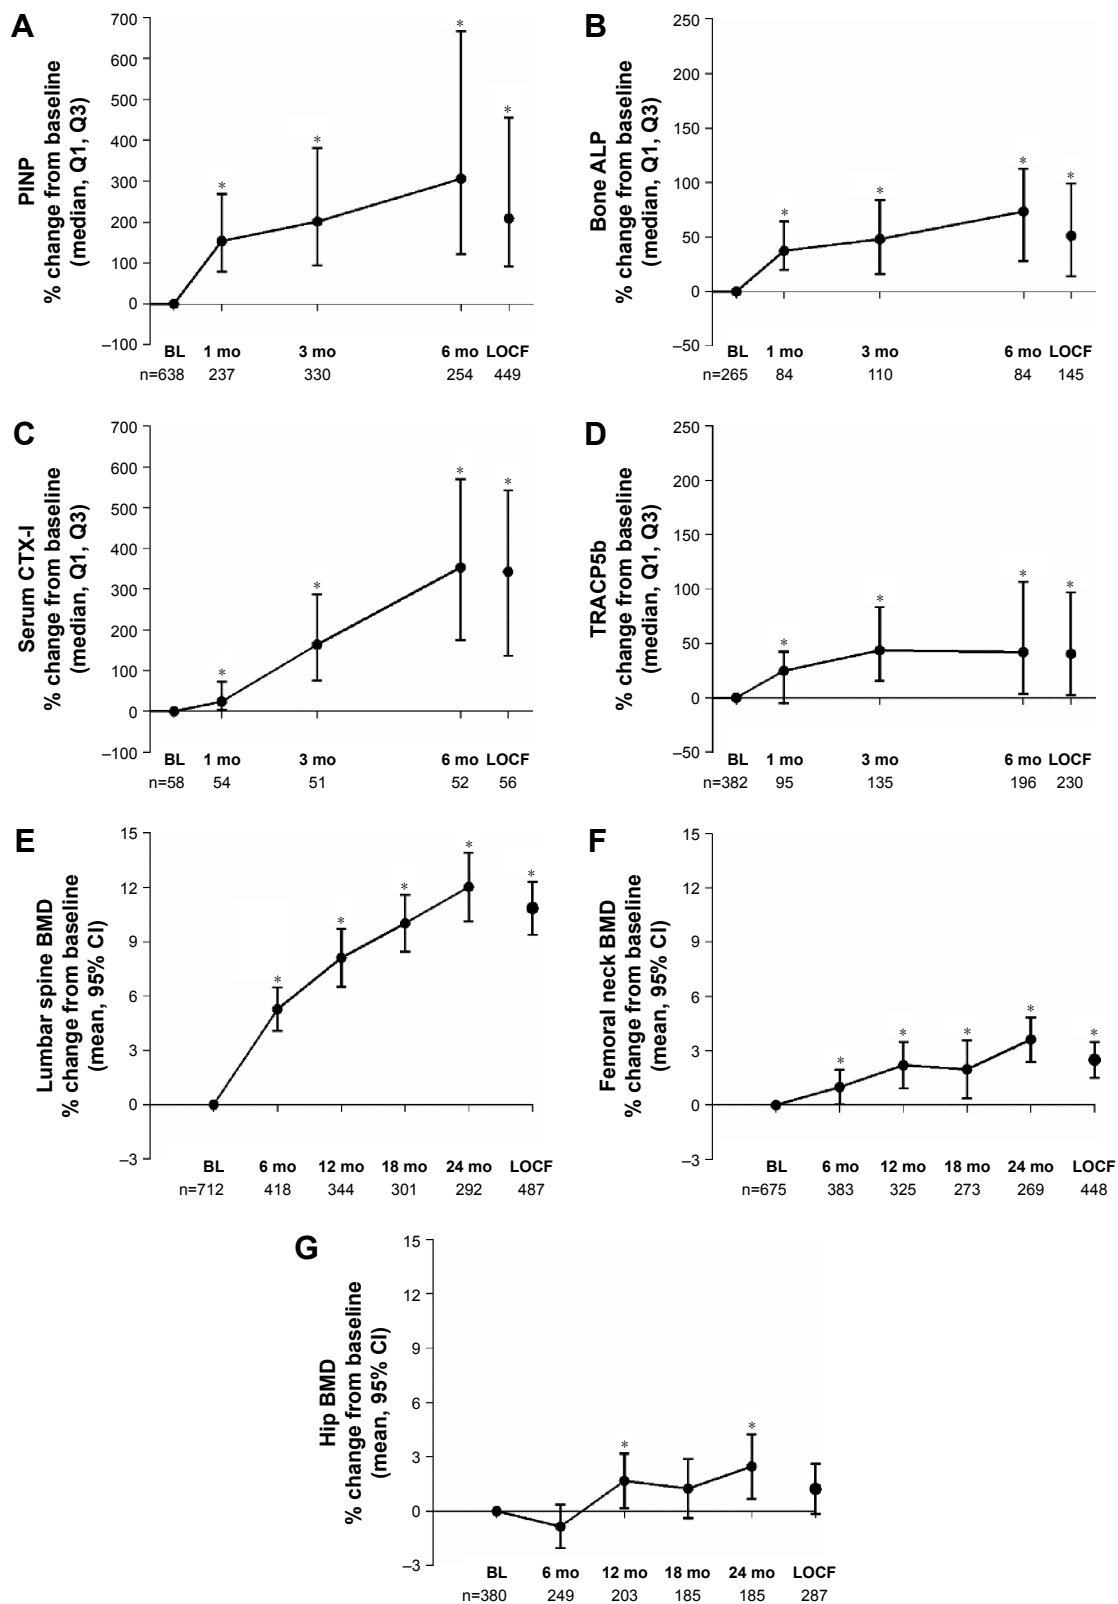 A
PINP
% change from baseline
(median, Q1, Q3)
700
600
500
400
300
200
100
0
–100
*
*
*
*
BL 1 mo 3 mo 6 mo LOCF
n=638 237 330 254 449
B
Bone ALP
% change from baseline
(median, Q1, Q3)
250
200
150
100
50
0
–50
*
*
*
*
BL 1 mo 3 mo 6 mo LOCF
n=265 84 110 84 145
C
Serum CTX-I
% change from baseline
(median, Q1, Q3)
700
600
500
400
300
200
100
0
–100
*
*
*
*
BL 1 mo 3 mo 6 mo LOCF
n=58 54 51 52 56
D
TRACP5b
% change from baseline
(median, Q1, Q3)
250
200
150
100
50
0
–50
*
*
*
*
BL 1 mo 3 mo 6 mo LOCF
n=382 95 135 196 230
E
Lumbar spine BMD
% change from baseline
(mean, 95% CI)
15
12
9
6
3
0
–3
*
*
*
*
*
BL 6 mo 12 mo 18 mo 24 mo LOCF
n=712 418 344 301 292 487
F
Femoral neck BMD
% change from baseline
(mean, 95% CI)
15
12
9
6
3
0
–3
*
*
*
*
*
BL 6 mo 12 mo 18 mo 24 mo LOCF
n=675 383 325 273 269 448
G
Hip BMD
% change from baseline
(mean, 95% CI)
15
12
9
6
3
0
–3
*
*
BL 6 mo 12 mo 18 mo 24 mo LOCF
n=380 249 203 185 185 287